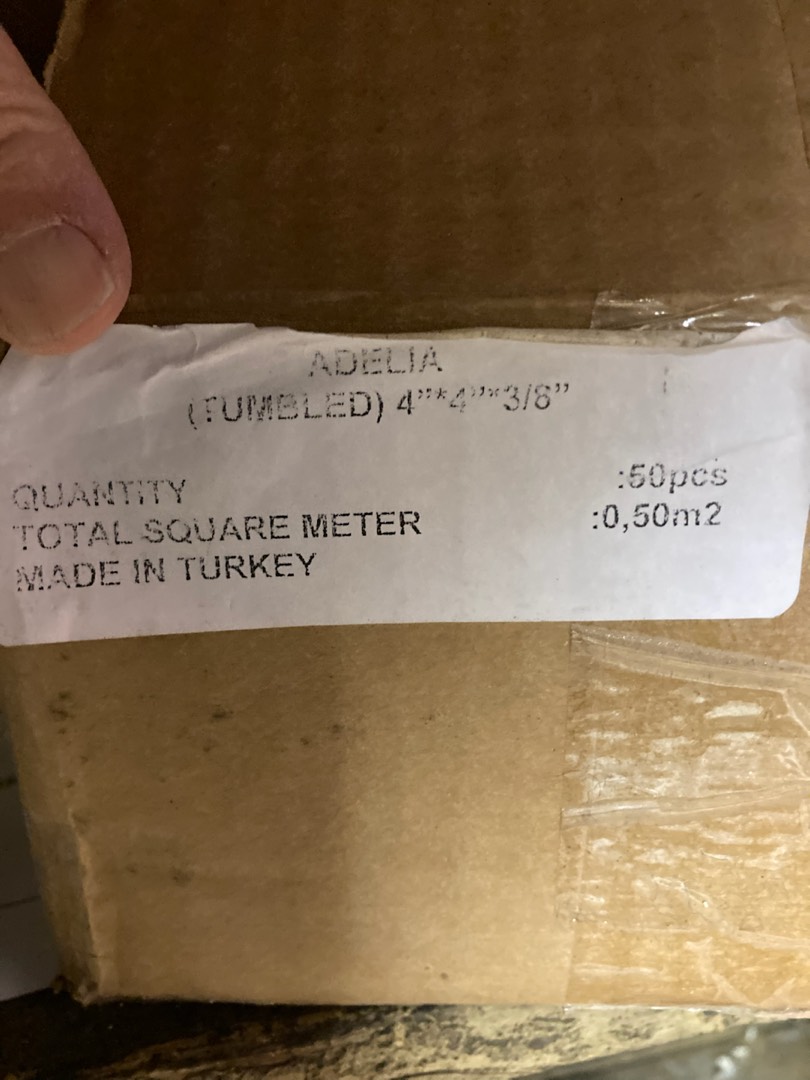 ADELIA
(TUMBLED) 4"*4"*3/8"
QUANTITY :50pcs
TOTAL SQUARE METER :0,50m2
MADE IN TURKEY